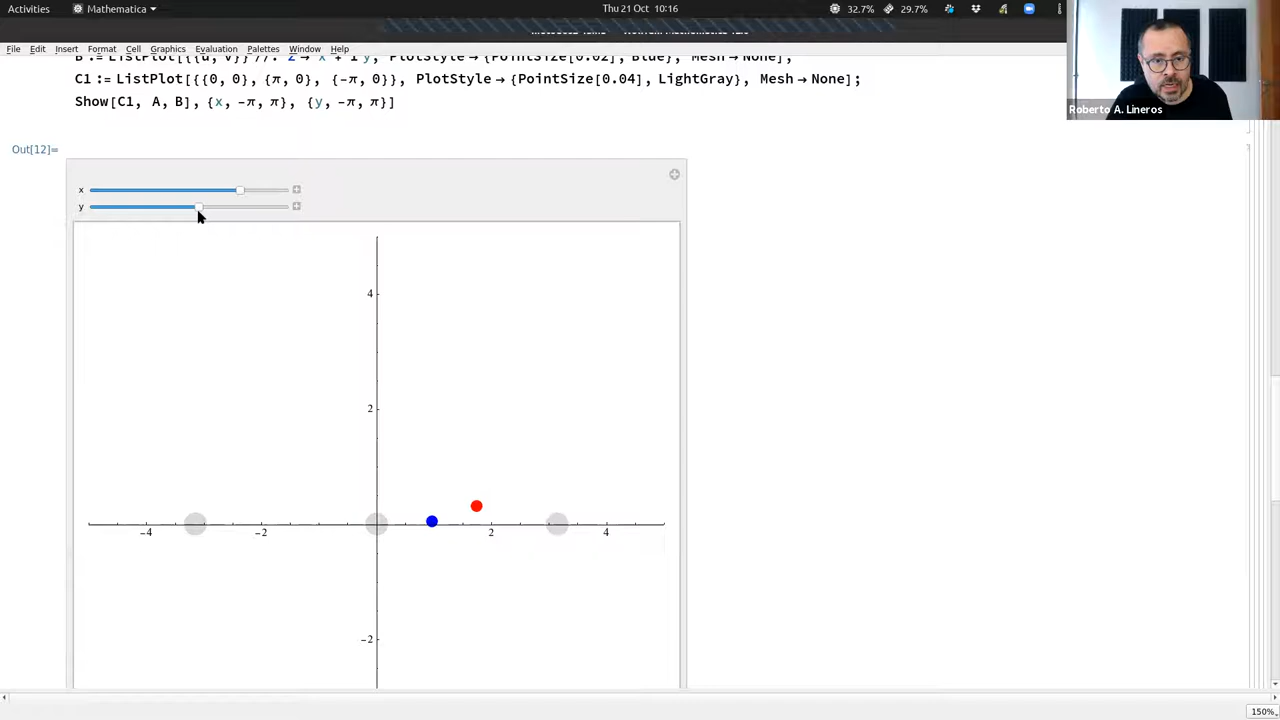 Activities
Mathematica
Thu 21 Oct 10:16
32.7%
29.7%
Roberto A. Lineros
File Edit Insert Format Cell Graphics Evaluation Palettes Window Help
C1 := ListPlot[{{0, 0}, {π, 0}, {-π, 0}}, PlotStyle → {PointSize[0.04], LightGray}, Mesh → None];
Show[C1, A, B], {x, -π, π}, {y, -π, π}]
Out[12]=
x
y
4
2
-4 -2 2 4
-2
150%